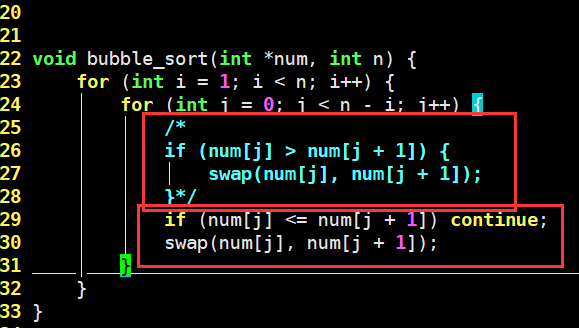 20
21
22 void bubble_sort(int *num, int n) {
23     for (int i = 1; i < n; i++) {
24         for (int j = 0; j < n - i; j++) {
25             /*
26             if (num[j] > num[j + 1]) {
27                 swap(num[j], num[j + 1]);
28             }*/
29             if (num[j] <= num[j + 1]) continue;
30             swap(num[j], num[j + 1]);
31         }
32     }
33 }